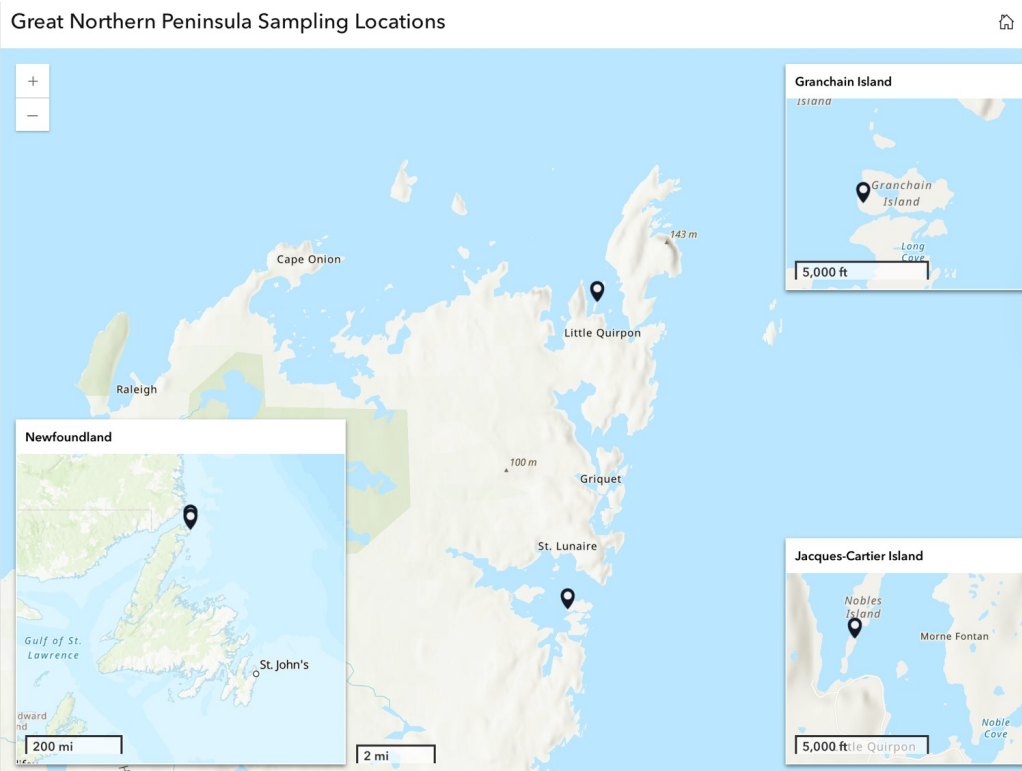 Great Northern Peninsula Sampling Locations
+
−
Granchain Island
Island
Granchain
Island
Long
Cove
5,000 ft
143 m
Cape Onion
Little Quirpon
Raleigh
100 m
Griquet
St. Lunaire
Newfoundland
Gulf of St.
Lawrence
St. John's
200 mi
2 mi
Jacques-Cartier Island
Nobles
Island
Morne Fontan
Noble
Cove
5,000 ft
Quirpon